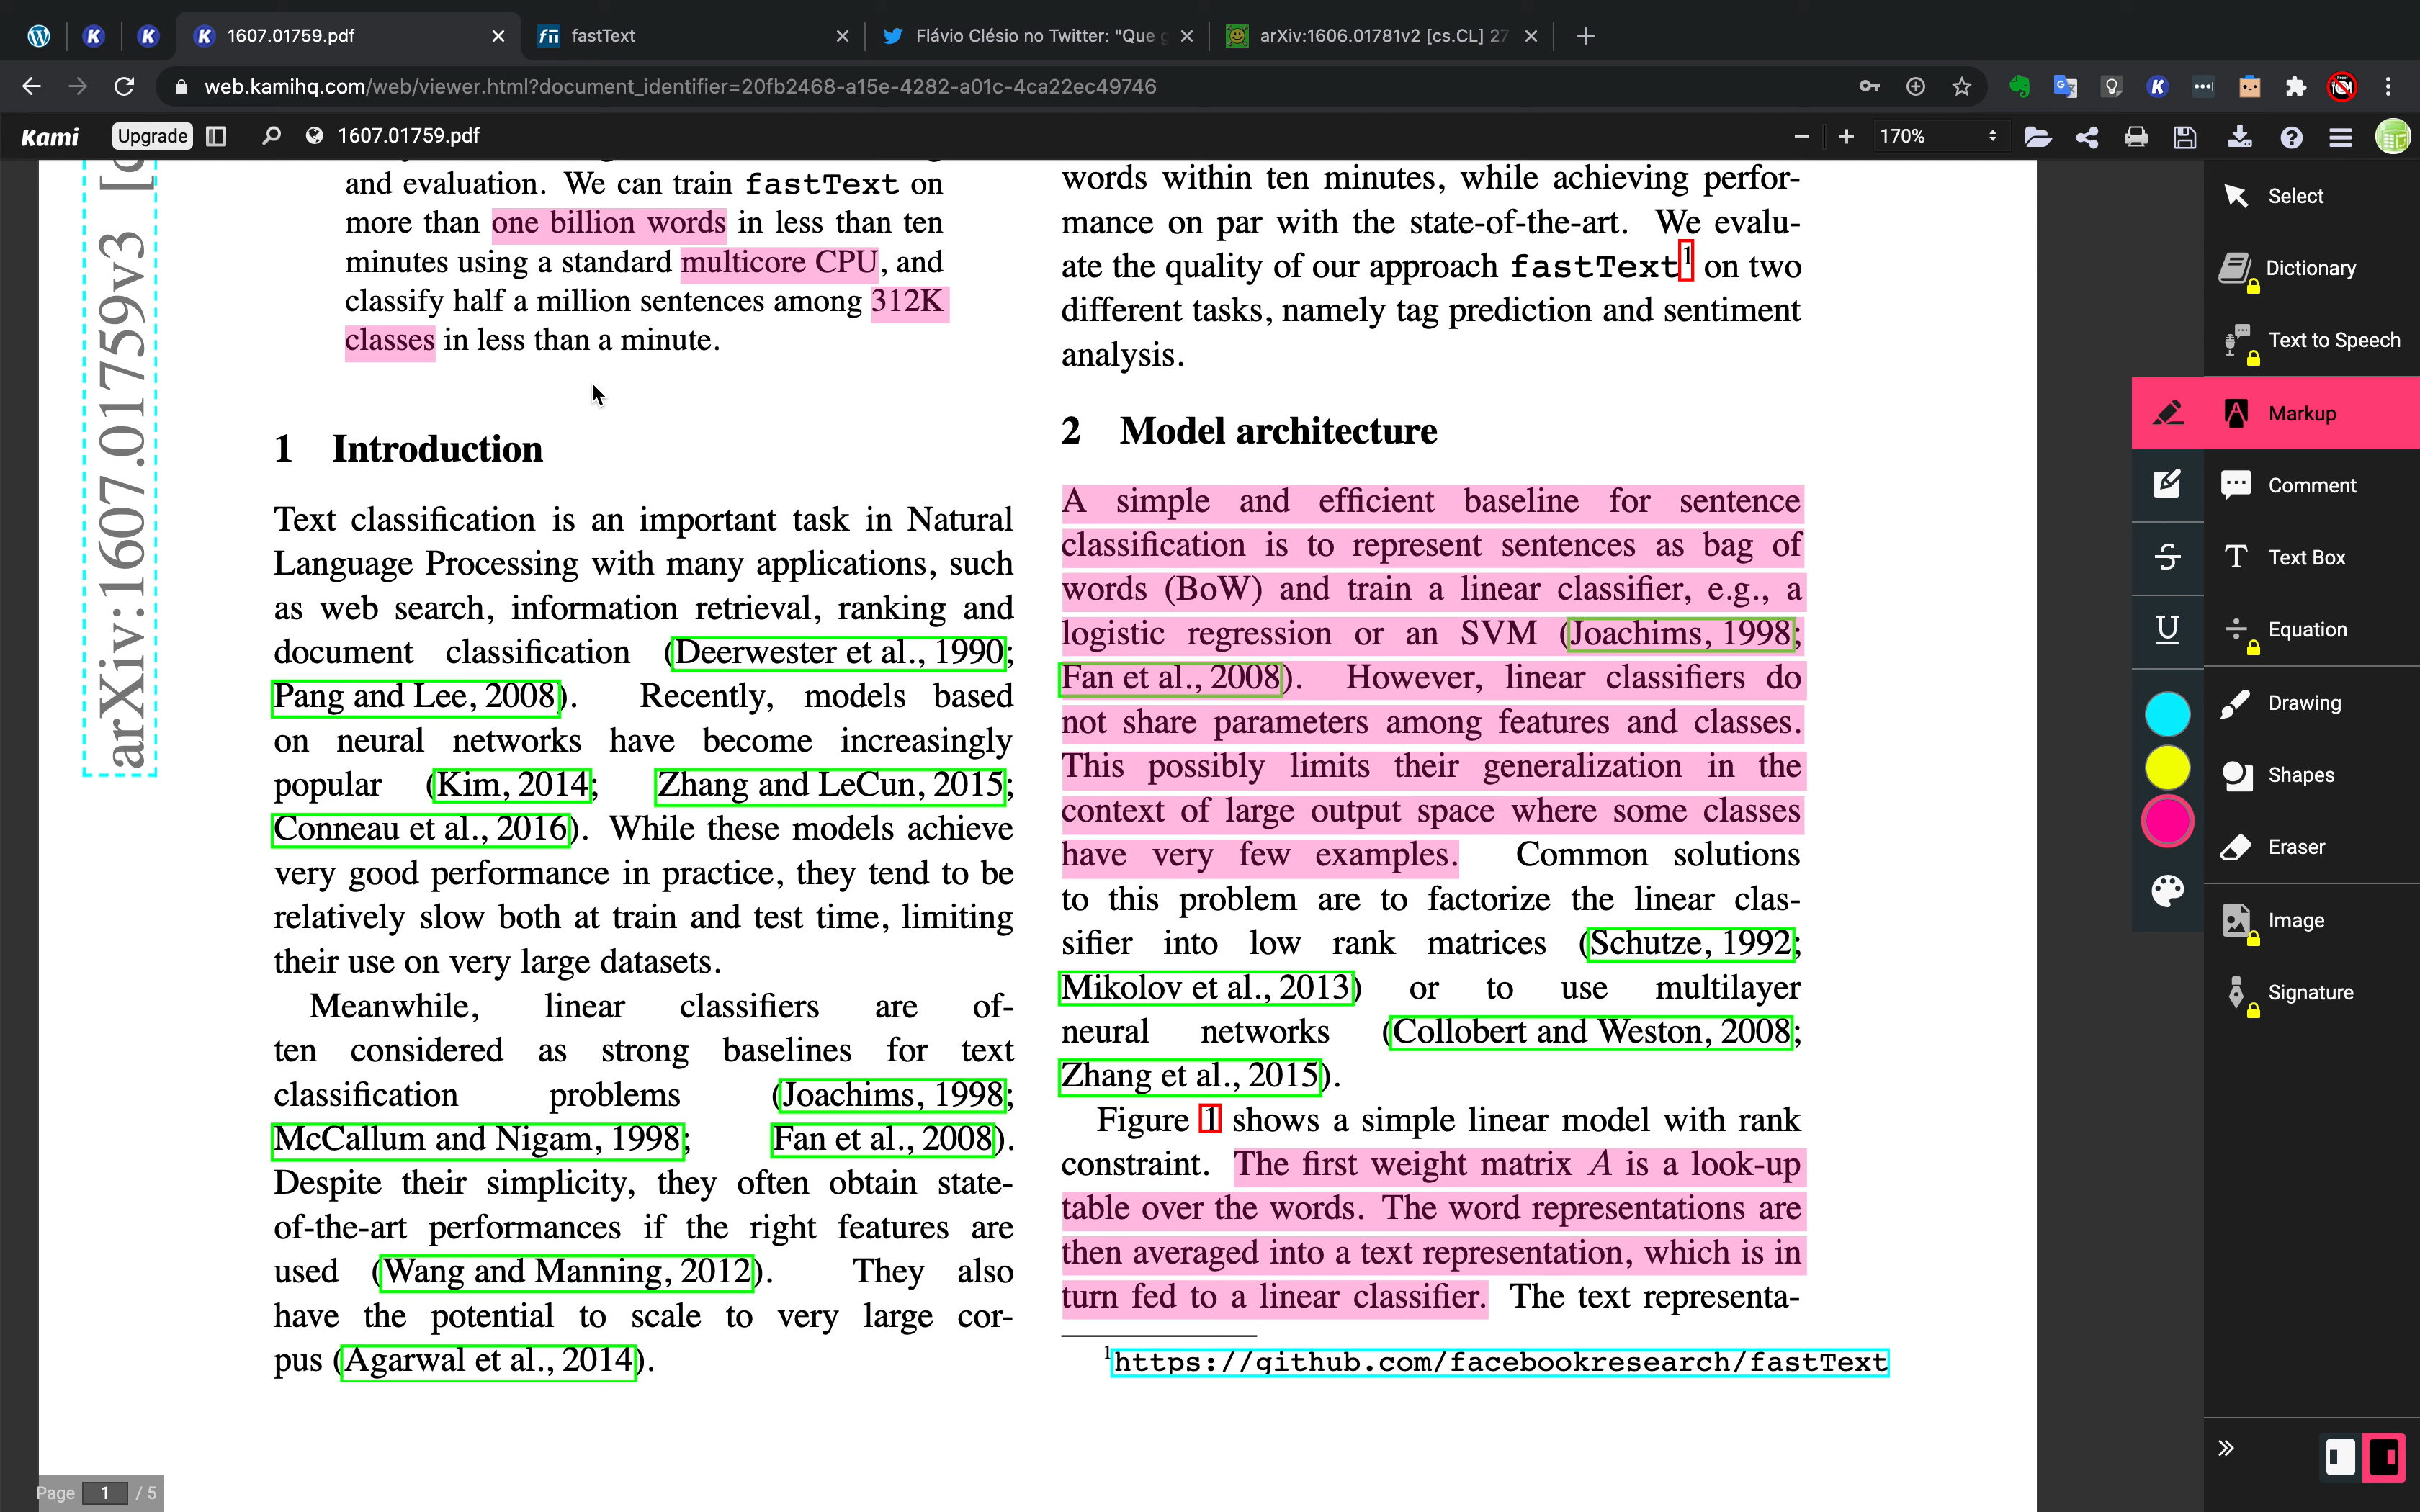 1607.01759.pdf
fastText
Flávio Clésio no Twitter: "Que
arXiv:1606.01781v2 [cs.CL] 27
web.kamihq.com/web/viewer.html?document_identifier=20fb2468-a15e-4282-a01c-4ca22ec49746
Kami
Upgrade
1607.01759.pdf
170%
arXiv:1607.01759v3
and evaluation. We can train fastText on
more than one billion words in less than ten
minutes using a standard multicore CPU, and
classify half a million sentences among 312K
classes in less than a minute.
1 Introduction
Text classification is an important task in Natural
Language Processing with many applications, such
as web search, information retrieval, ranking and
document classification (Deerwester et al., 1990;
Pang and Lee, 2008). Recently, models based
on neural networks have become increasingly
popular (Kim, 2014; Zhang and LeCun, 2015;
Conneau et al., 2016). While these models achieve
very good performance in practice, they tend to be
relatively slow both at train and test time, limiting
their use on very large datasets.
Meanwhile, linear classifiers are of-
ten considered as strong baselines for text
classification problems (Joachims, 1998;
McCallum and Nigam, 1998; Fan et al., 2008).
Despite their simplicity, they often obtain state-
of-the-art performances if the right features are
used (Wang and Manning, 2012). They also
have the potential to scale to very large cor-
pus (Agarwal et al., 2014).
words within ten minutes, while achieving perfor-
mance on par with the state-of-the-art. We evalu-
ate the quality of our approach fastText1 on two
different tasks, namely tag prediction and sentiment
analysis.
2 Model architecture
A simple and efficient baseline for sentence
classification is to represent sentences as bag of
words (BoW) and train a linear classifier, e.g., a
logistic regression or an SVM (Joachims, 1998;
Fan et al., 2008). However, linear classifiers do
not share parameters among features and classes.
This possibly limits their generalization in the
context of large output space where some classes
have very few examples. Common solutions
to this problem are to factorize the linear clas-
sifier into low rank matrices (Schutze, 1992;
Mikolov et al., 2013) or to use multilayer
neural networks (Collobert and Weston, 2008;
Zhang et al., 2015).
Figure 1 shows a simple linear model with rank
constraint. The first weight matrix A is a look-up
table over the words. The word representations are
then averaged into a text representation, which is in
turn fed to a linear classifier. The text representa-
1https://github.com/facebookresearch/fastText
Select
Dictionary
Text to Speech
Markup
Comment
Text Box
Equation
Drawing
Shapes
Eraser
Image
Signature
Page 1 / 5